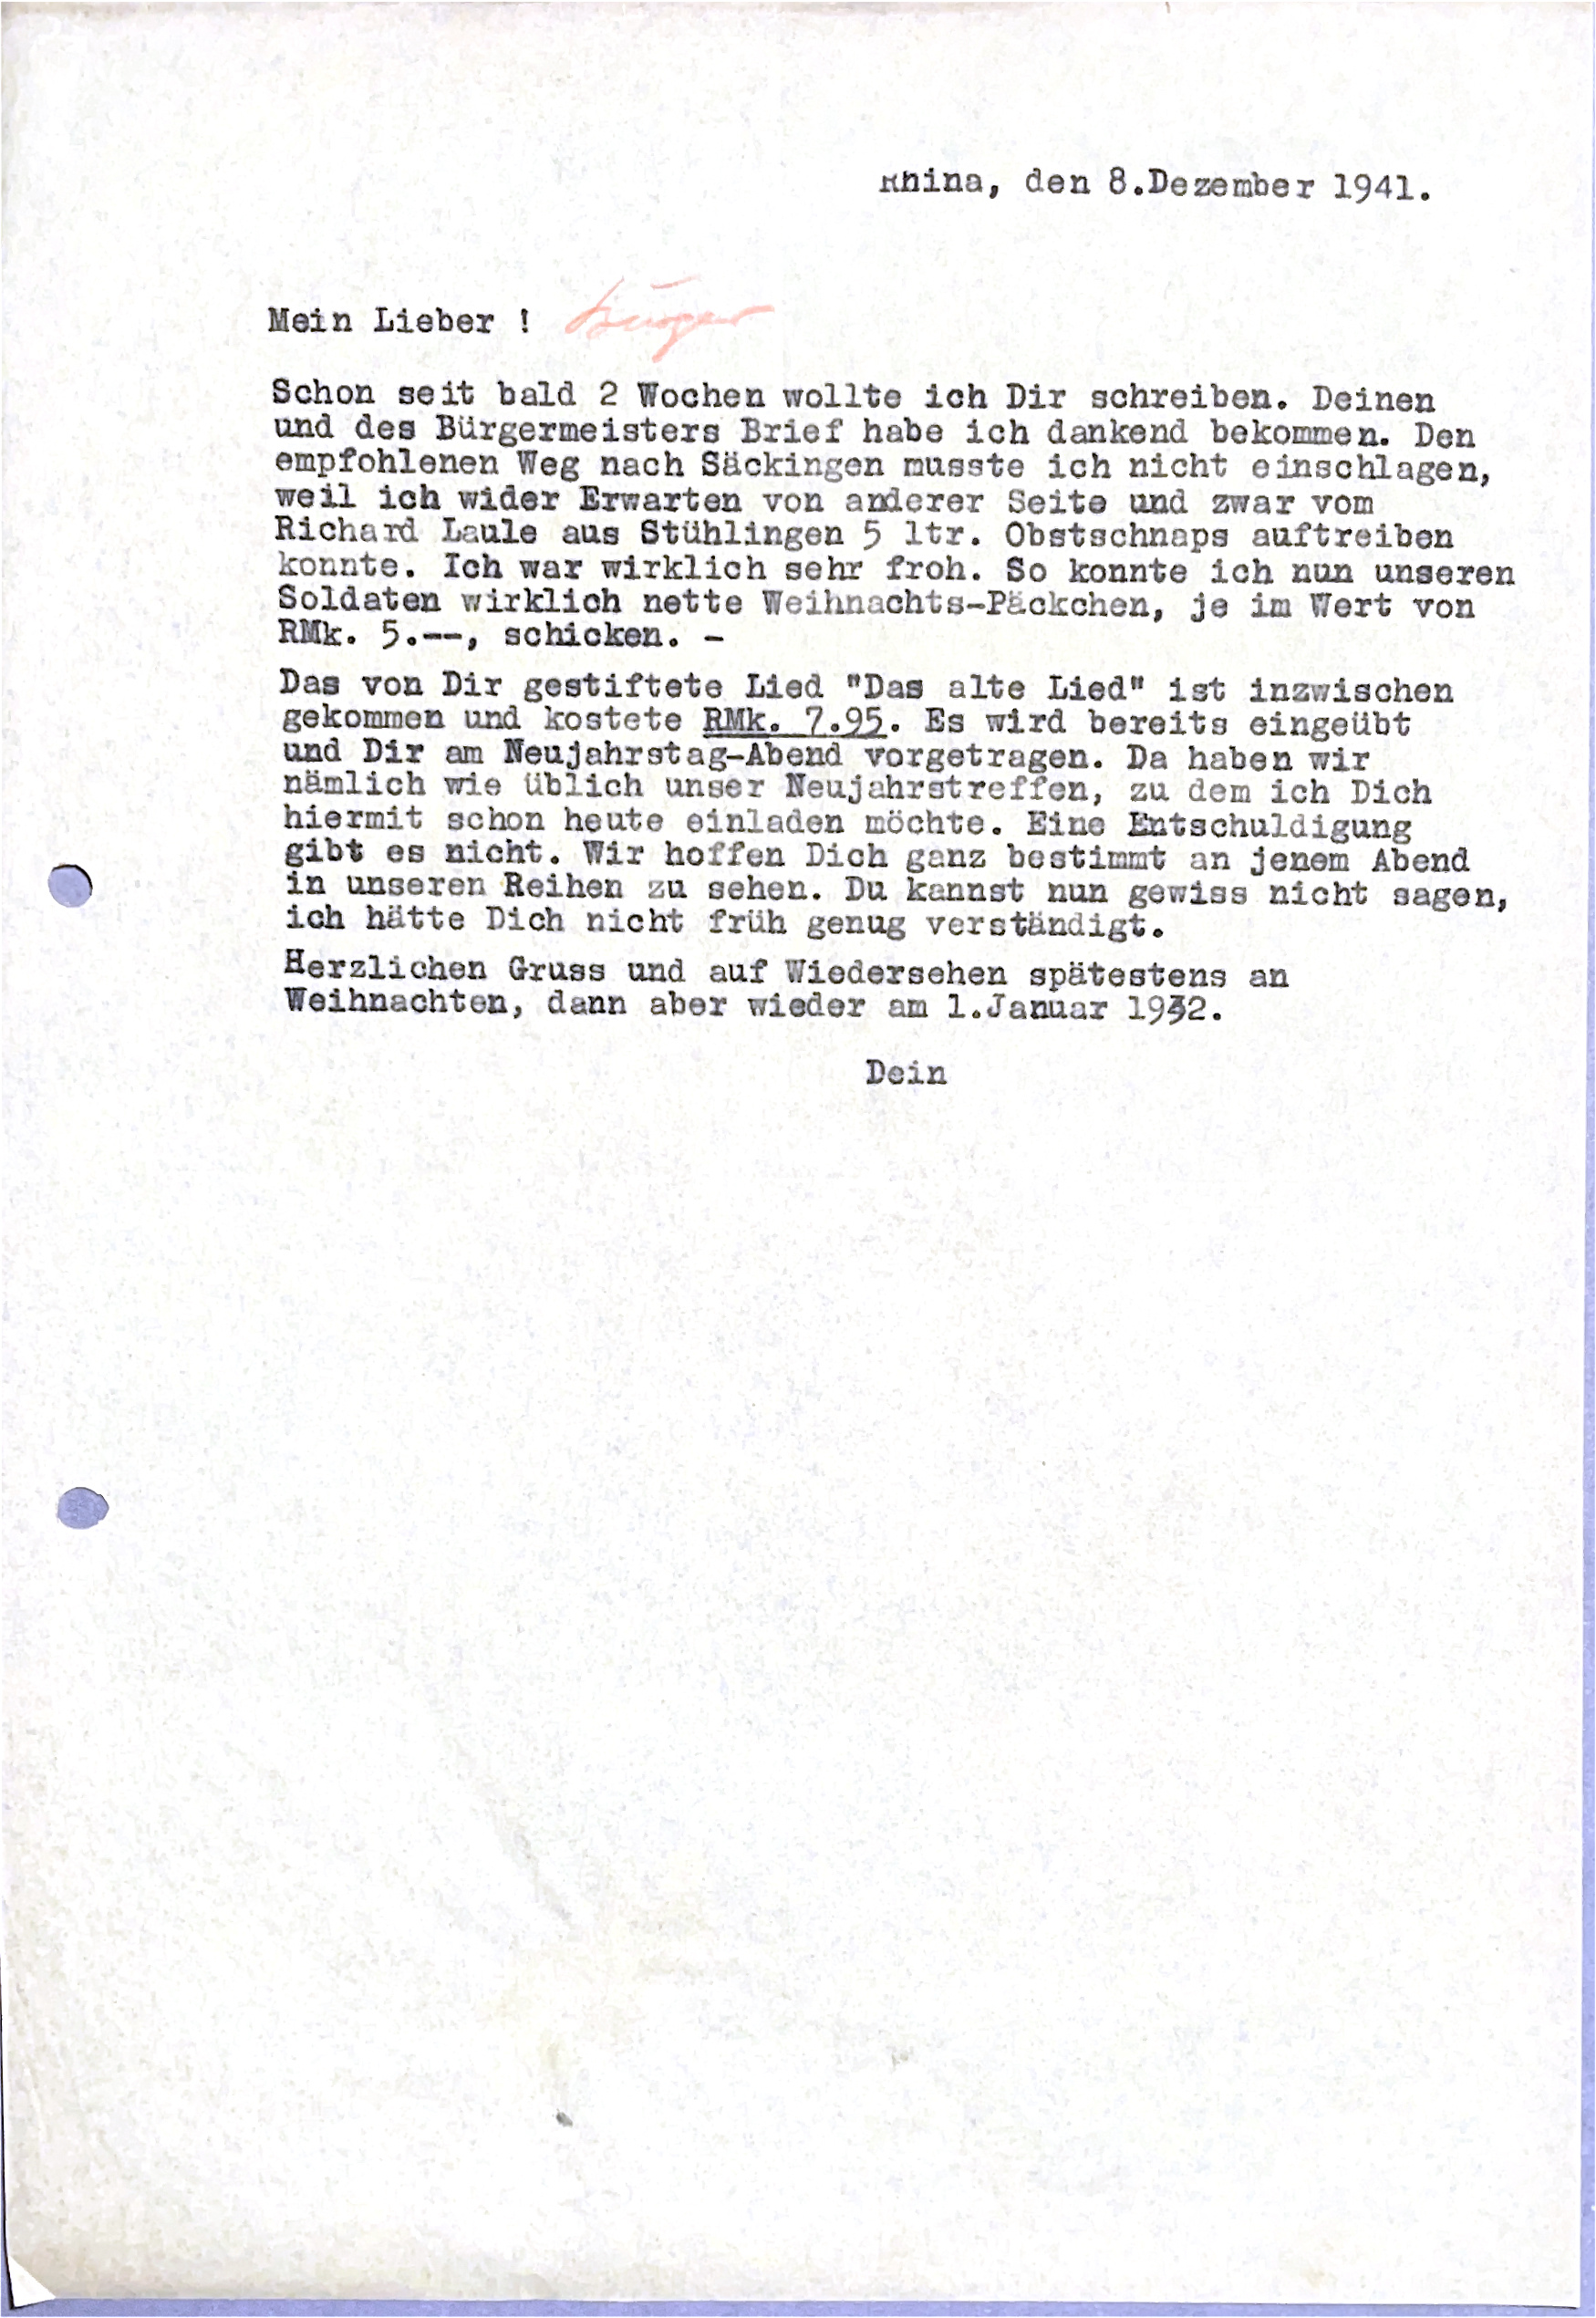 Rhina, den 8.Dezember 1941.
Mein Lieber !
Schon seit bald 2 Wochen wollte ich Dir schreiben. Deinen
und des Bürgermeisters Brief habe ich dankend bekommen. Den
empfohlenen Weg nach Säckingen musste ich nicht einschlagen,
weil ich wider Erwarten von anderer Seite und zwar vom
Richard Laule aus Stühlingen 5 ltr. Obstschnaps auftreiben
konnte. Ich war wirklich sehr froh. So konnte ich nun unseren
Soldaten wirklich nette Weihnachts-Päckchen, je im Wert von
RMk. 5.--, schicken. -
Das von Dir gestiftete Lied "Das alte Lied" ist inzwischen
gekommen und kostete RMk. 7.95. Es wird bereits eingeübt
und Dir am Neujahrstag-Abend vorgetragen. Da haben wir
nämlich wie üblich unser Neujahrstreffen, zu dem ich Dich
hiermit schon heute einladen möchte. Eine Entschuldigung
gibt es nicht. Wir hoffen Dich ganz bestimmt an jenem Abend
in unseren Reihen zu sehen. Du kannst nun gewiss nicht sagen,
ich hätte Dich nicht früh genug verständigt.
Herzlichen Gruss und auf Wiedersehen spätestens an
Weihnachten, dann aber wieder am 1.Januar
Dein